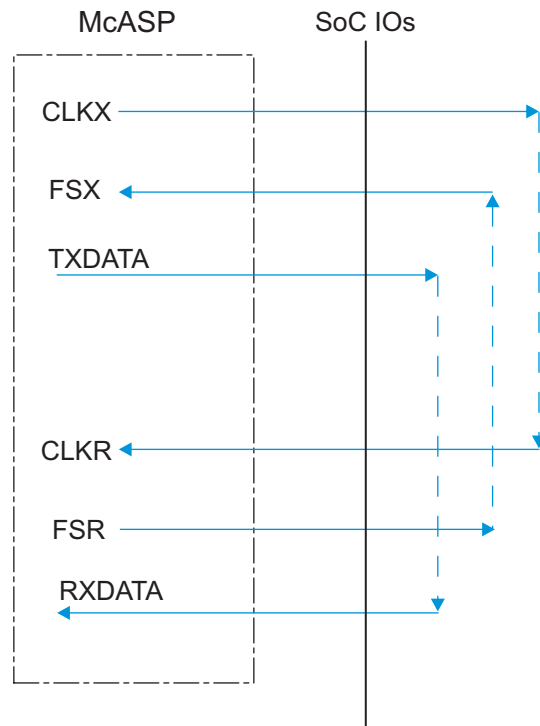 McASP
SoC IOs
CLKX
FSX
TXDATA
CLKR
FSR
RXDATA